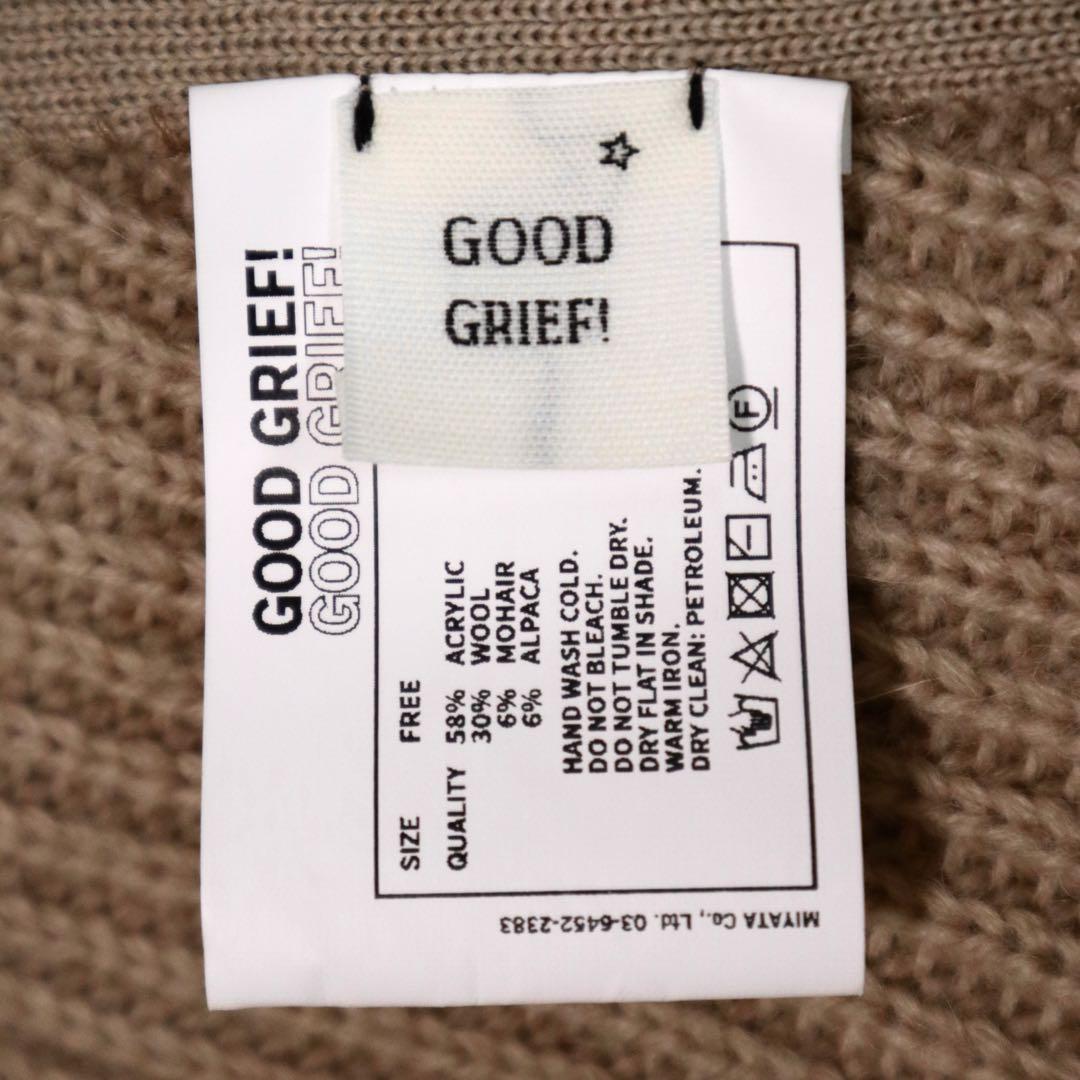 GOOD
GRIEF!
GOOD GRIEF!
GOOD GRIEF!
SIZE FREE
QUALITY 58% ACRYLIC
30% WOOL
6% MOHAIR
6% ALPACA
HAND WASH COLD.
DO NOT BLEACH.
DO NOT TUMBLE DRY.
DRY FLAT IN SHADE.
WARM IRON.
DRY CLEAN: PETROLEUM.
F
MIYATA Co., Ltd. 03-6452-2383